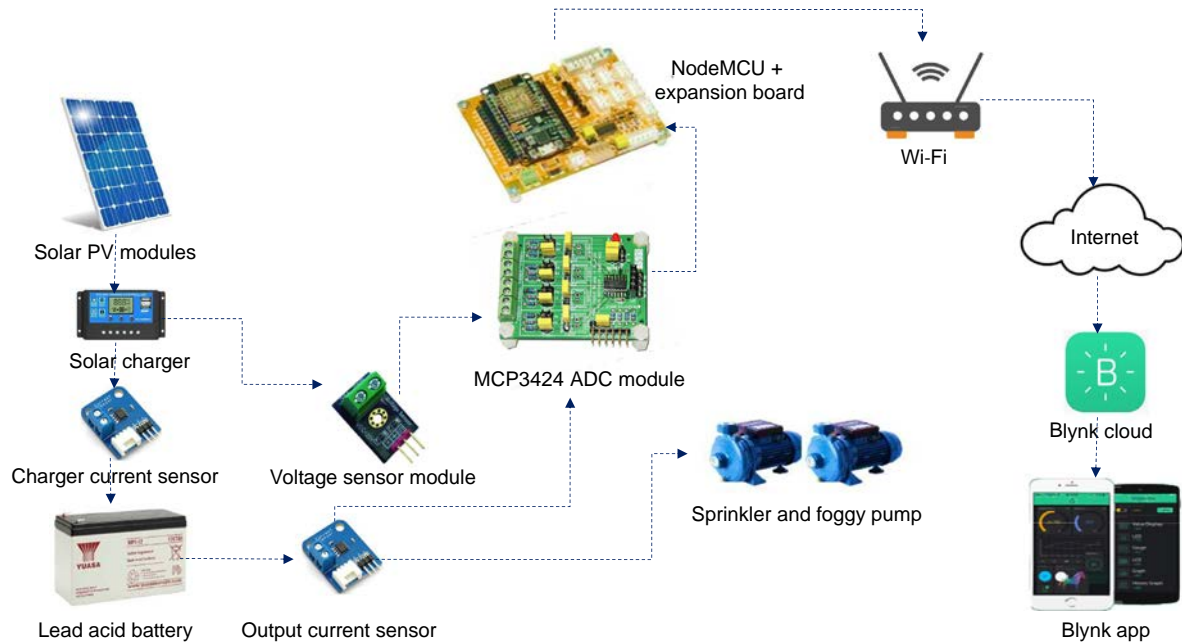 NodeMCU +
expansion board
Wi-Fi
Solar PV modules
Internet
Solar charger
MCP3424 ADC module
B
Blynk cloud
Charger current sensor
Voltage sensor module
Sprinkler and foggy pump
YUASA
Lead acid battery
Output current sensor
Blynk app